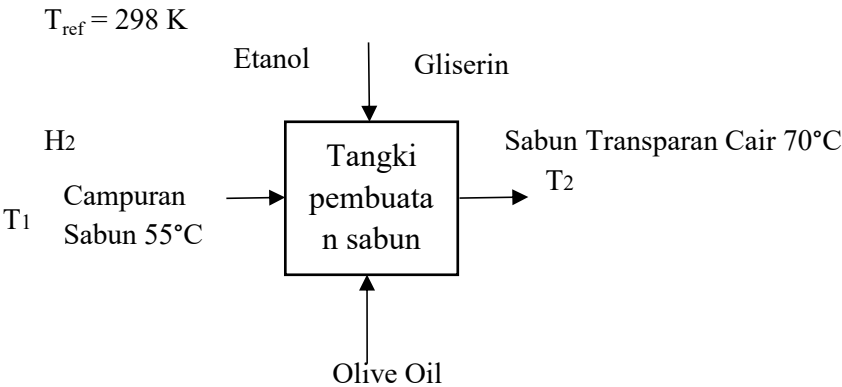 T_ref = 298 K
Etanol
Gliserin
H2
Sabun Transparan Cair 70°C
T2
T1
Campuran
Sabun 55°C
Tangki
pembuata
n sabun
Olive Oil